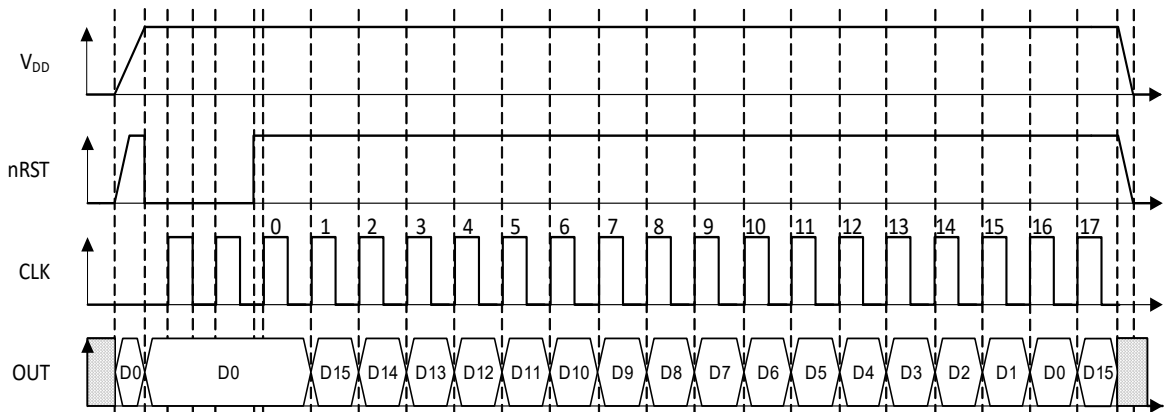 V_DD
nRST
0 1 2 3 4 5 6 7 8 9 10 11 12 13 14 15 16 17
CLK
OUT D0 D0 D15 D14 D13 D12 D11 D10 D9 D8 D7 D6 D5 D4 D3 D2 D1 D0 D15